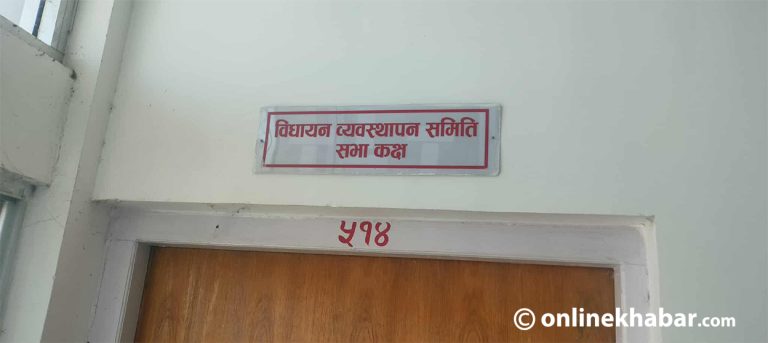 विधायन व्यवस्थापन समिति
सभा कक्ष
५१४
© onlinekhabar.com